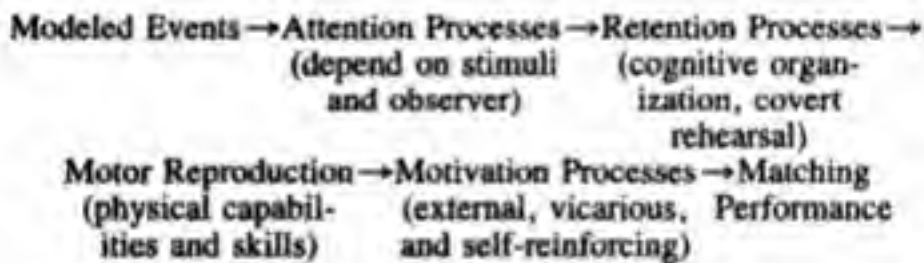 Modeled Events→Attention Processes→Retention Processes→
(depend on stimuli (cognitive organ-
and observer) ization, covert
rehearsal)
Motor Reproduction→Motivation Processes→Matching
(physical capabil- (external, vicarious, Performance
ities and skills) and self-reinforcing)